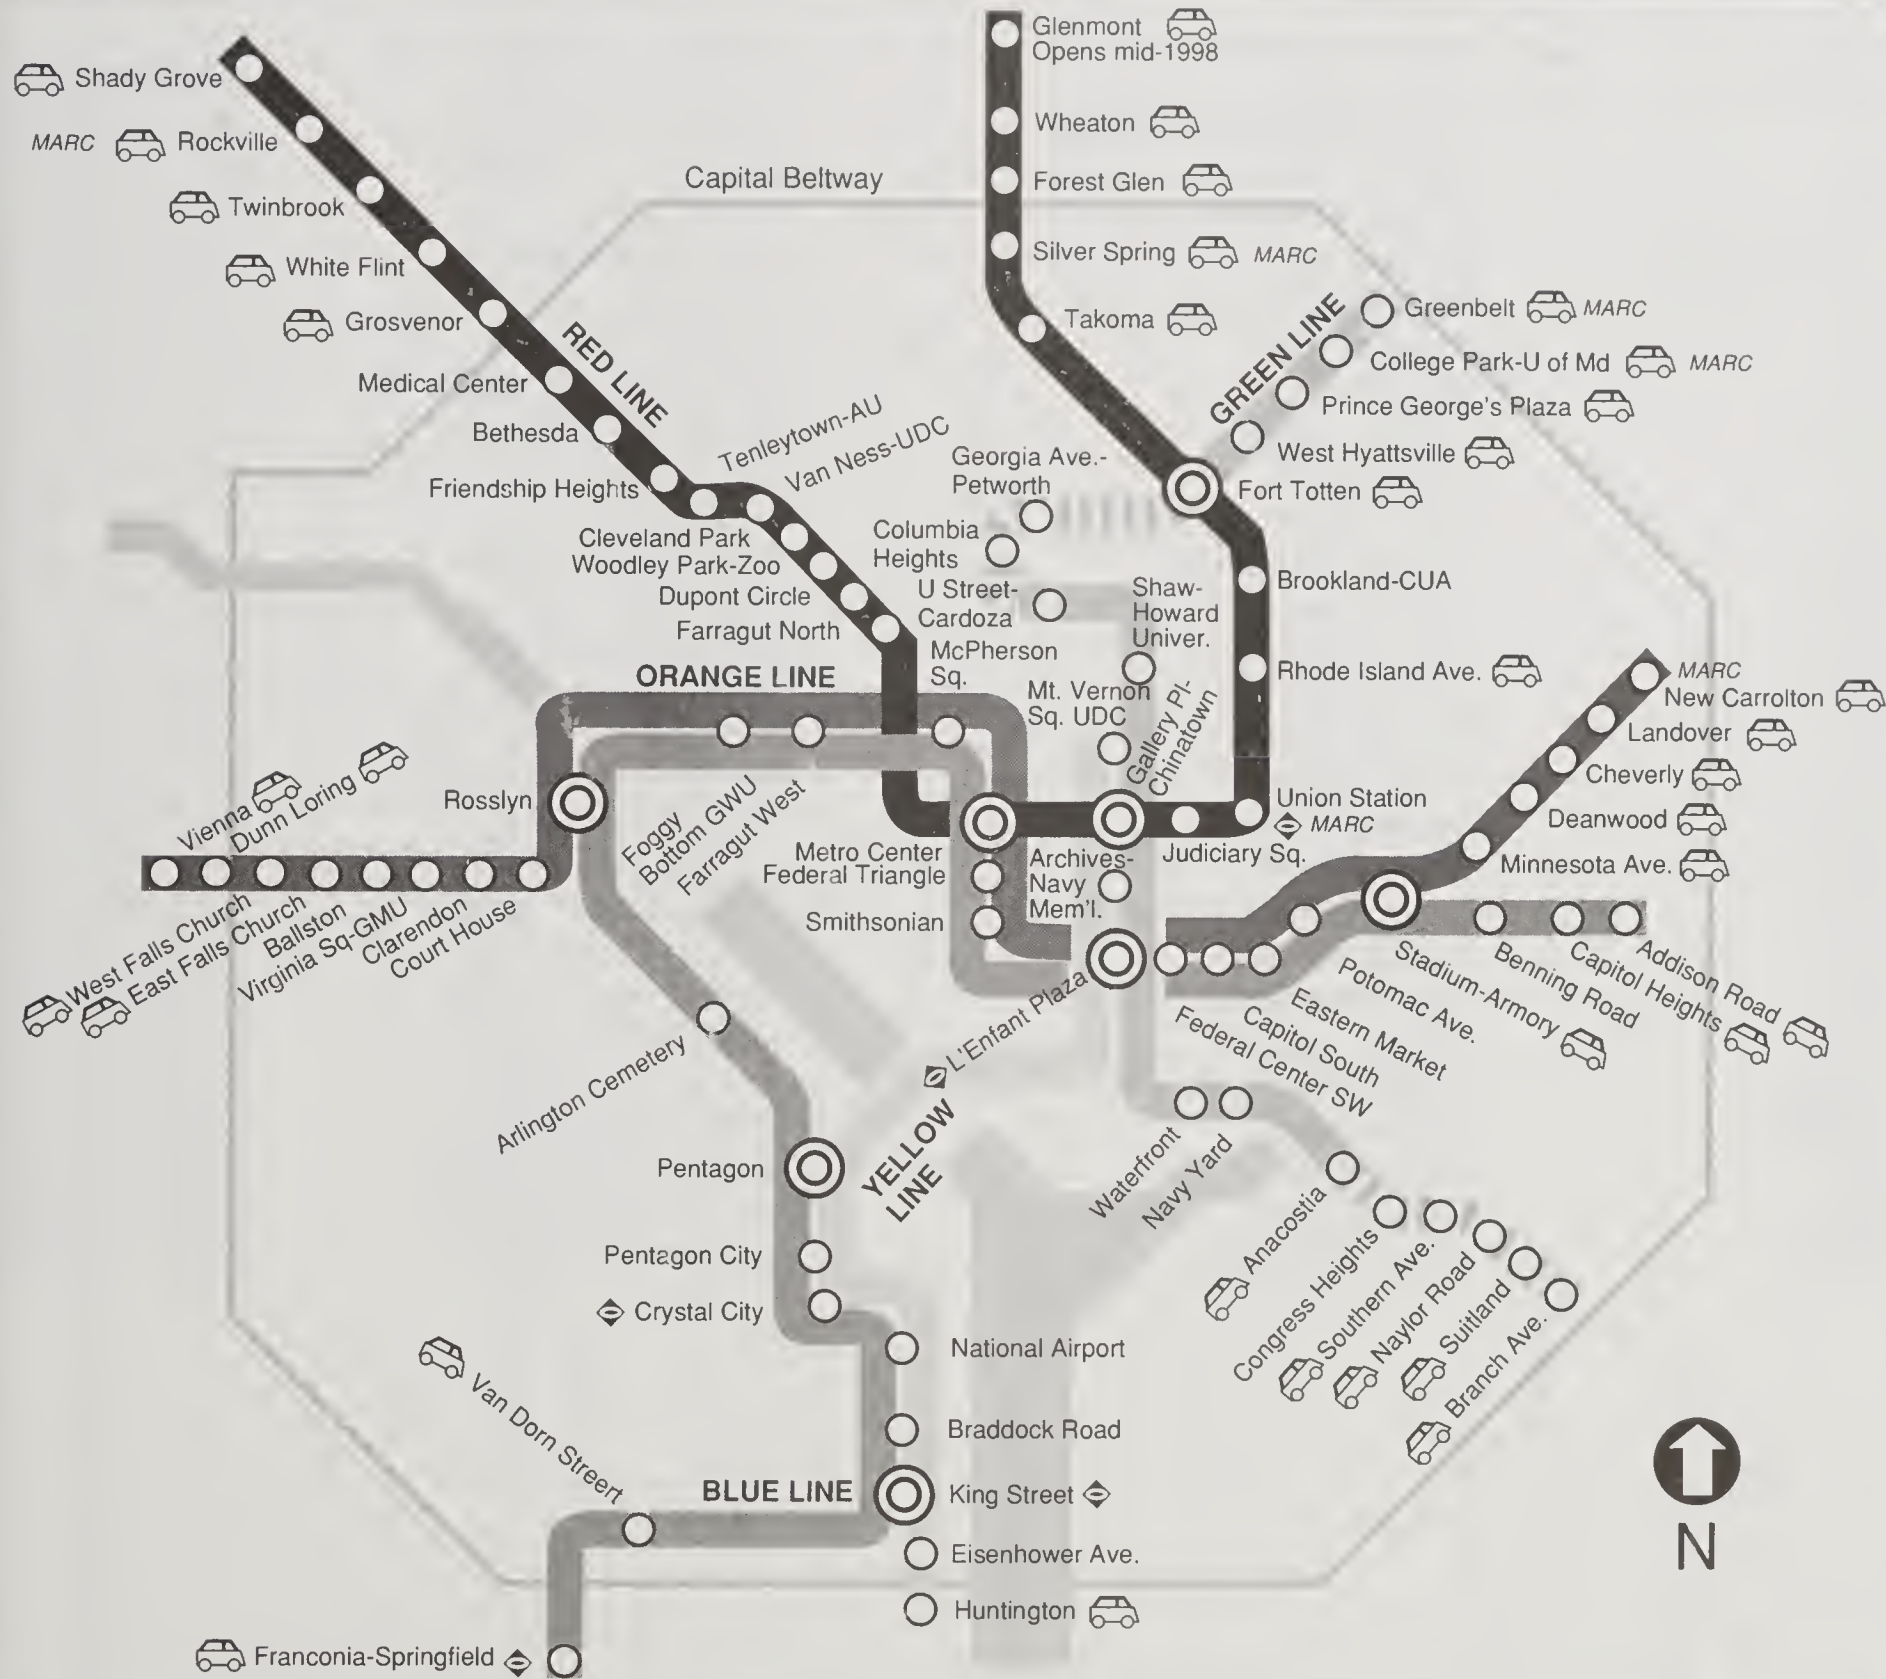 Glenmont
Opens mid-1998
Shady Grove
Wheaton
MARC Rockville
Capital Beltway
Forest Glen
Twinbrook
Silver Spring MARC
White Flint
Greenbelt MARC
Grosvenor
Takoma
RED LINE
GREEN LINE
College Park-U of Md MARC
Medical Center
Prince George's Plaza
Bethesda
Tenleytown-AU
Van Ness-UDC
West Hyattsville
Georgia Ave.-
Petworth
Friendship Heights
Fort Totten
Cleveland Park
Columbia
Heights
Woodley Park-Zoo
Brookland-CUA
Dupont Circle
U Street-
Cardoza
Shaw-
Howard
Univer.
Farragut North
McPherson
Sq.
ORANGE LINE
Rhode Island Ave.
MARC
New Carrolton
Mt. Vernon
Sq. UDC
Gallery Pl-
Chinatown
Landover
Cheverly
Vienna
Dunn Loring
Rosslyn
Union Station
MARC
Deanwood
Foggy
Bottom GWU
Farragut West
Metro Center
Federal Triangle
Archives-
Navy
Mem'l.
Judiciary Sq.
Minnesota Ave.
Smithsonian
West Falls Church
East Falls Church
Ballston
Virginia Sq-GMU
Clarendon
Court House
L'Enfant Plaza
Federal Center SW
Capitol South
Eastern Market
Potomac Ave.
Stadium-Armory
Benning Road
Capitol Heights
Addison Road
Arlington Cemetery
YELLOW
LINE
Pentagon
Waterfront
Navy Yard
Anacostia
Pentagon City
Congress Heights
Southern Ave.
Naylor Road
Suitland
Branch Ave.
Crystal City
National Airport
Van Dorn Streert
Braddock Road
BLUE LINE
King Street
Eisenhower Ave.
N
Huntington
Franconia-Springfield